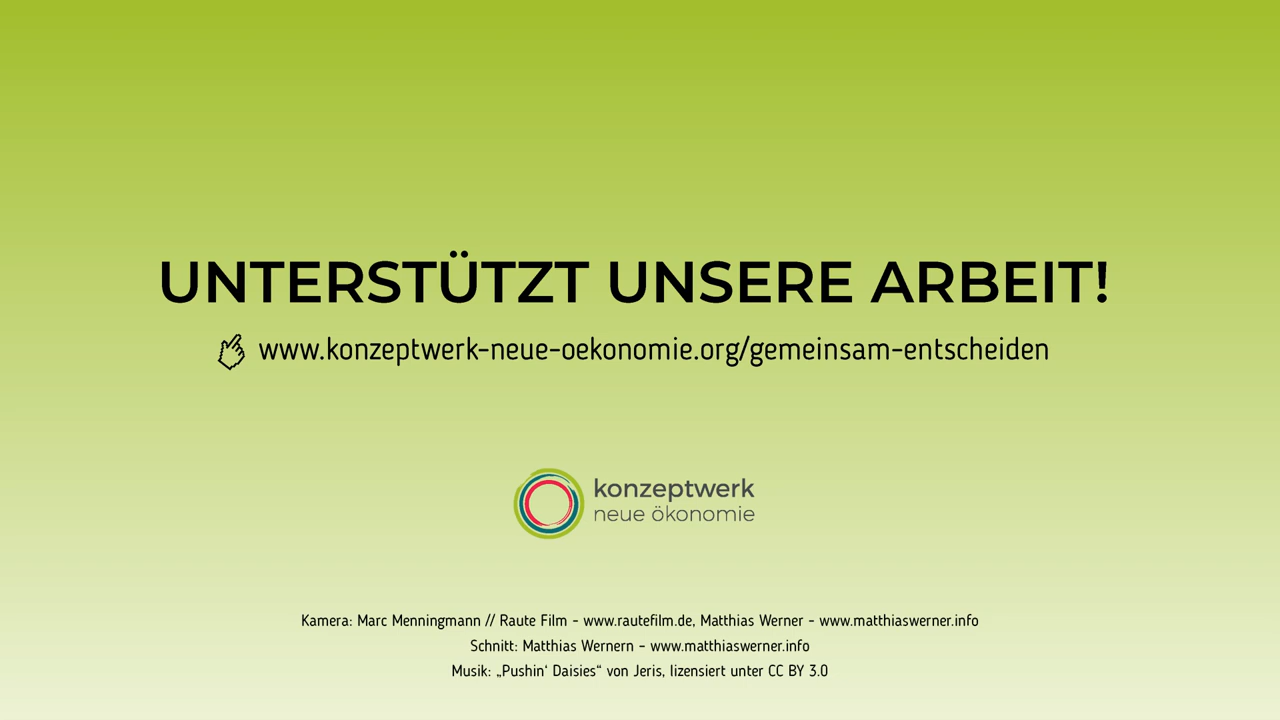 UNTERSTÜTZT UNSERE ARBEIT!
www.konzeptwerk-neue-oekonomie.org/gemeinsam-entscheiden
konzeptwerk
neue ökonomie
Kamera: Marc Menningmann // Raute Film - www.rautefilm.de, Matthias Werner - www.matthiaswerner.info
Schnitt: Matthias Wernern - www.matthiaswerner.info
Musik: „Pushin‘ Daisies“ von Jeris, lizensiert unter CC BY 3.0